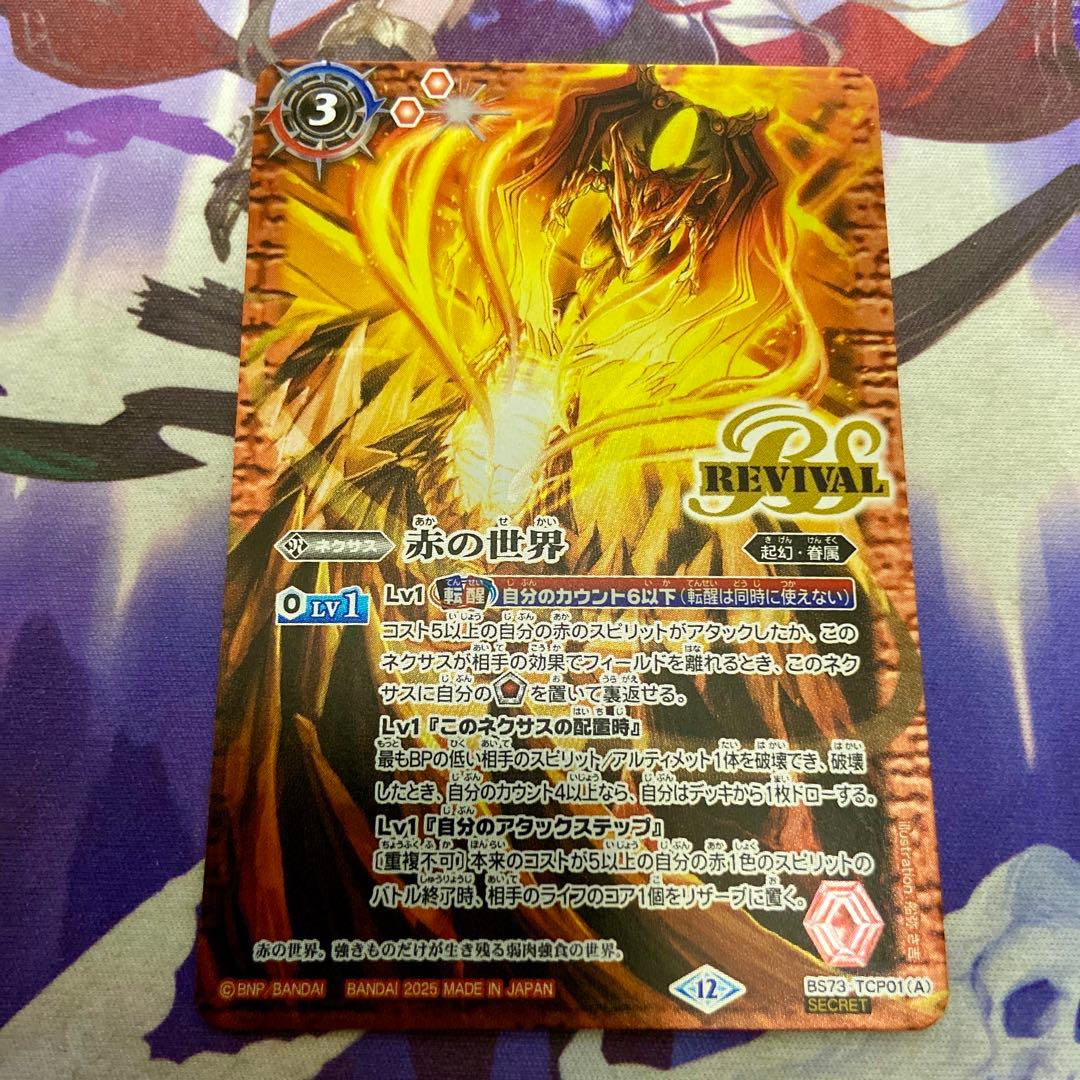 3
BS
REVIVAL
ネクサス
赤の世界
起幻・眷属
0 LV1
Lv1 転醒 自分のカウント6以下(転醒は同時に使えない)
コスト5以上の自分の赤のスピリットがアタックしたか、この
ネクサスが相手の効果でフィールドを離れるとき、このネク
サスに自分の を置いて裏返せる。
Lv1『このネクサスの配置時』
最もBPの低い相手のスピリット/アルティメット1体を破壊でき、破壊
したとき、自分のカウント4以上なら、自分はデッキから1枚ドローする。
Lv1『自分のアタックステップ』
〔重複不可〕本来のコストが5以上の自分の赤1色のスピリットの
バトル終了時、相手のライフのコア1個をリザーブに置く。
Illustration:
赤の世界。強きものだけが生き残る弱肉強食の世界。
©BNP/BANDAI BANDAI 2025 MADE IN JAPAN
12
BS73-TCP01(A)
SECRET